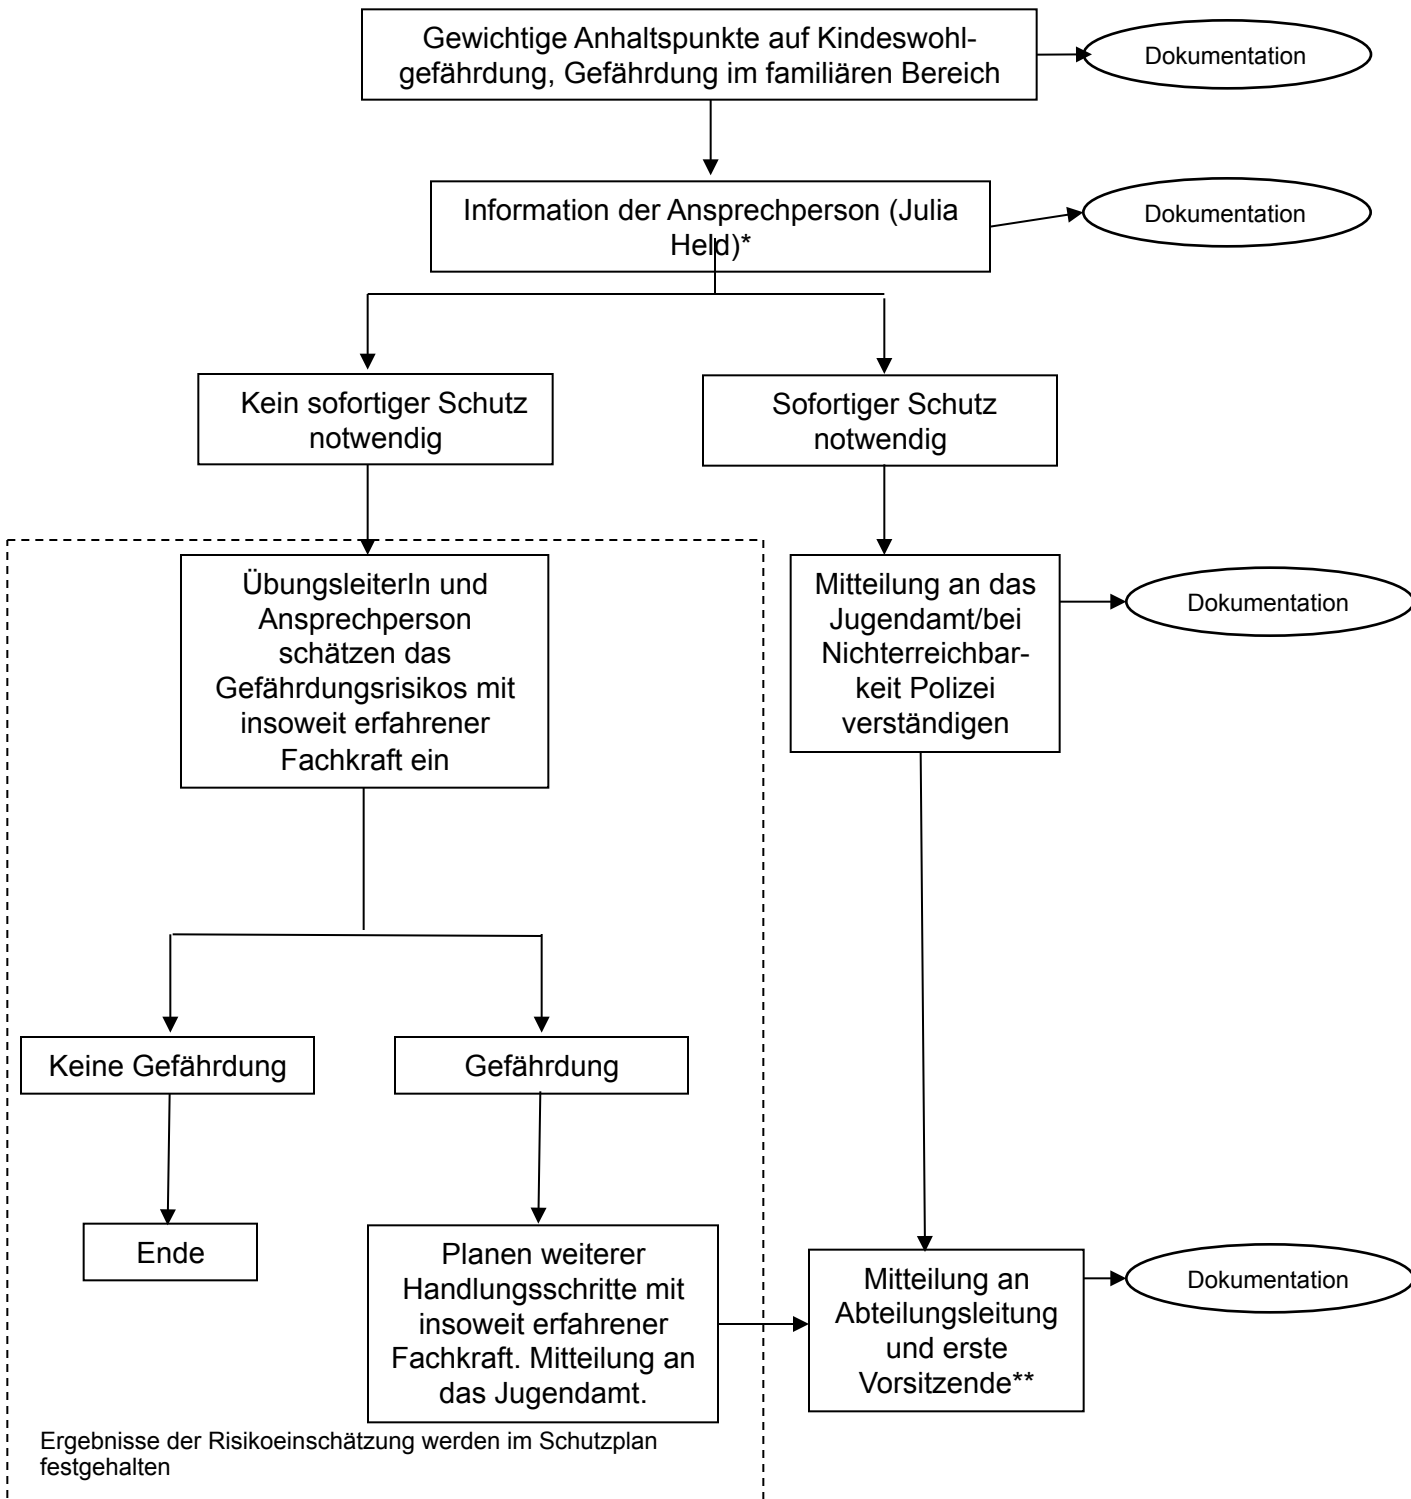 Gewichtige Anhaltspunkte auf Kindeswohl-
gefährdung, Gefährdung im familiären Bereich
Dokumentation
Information der Ansprechperson (Julia
Held)*
Dokumentation
Kein sofortiger Schutz
notwendig
Sofortiger Schutz
notwendig
ÜbungsleiterIn und
Ansprechperson
schätzen das
Gefährdungsrisikos mit
insoweit erfahrener
Fachkraft ein
Mitteilung an das
Jugendamt/bei
Nichterreichbar-
keit Polizei
verständigen
Dokumentation
Keine Gefährdung
Gefährdung
Ende
Planen weiterer
Handlungsschritte mit
insoweit erfahrener
Fachkraft. Mitteilung an
das Jugendamt.
Mitteilung an
Abteilungsleitung
und erste
Vorsitzende**
Dokumentation
Ergebnisse der Risikoeinschätzung werden im Schutzplan
festgehalten